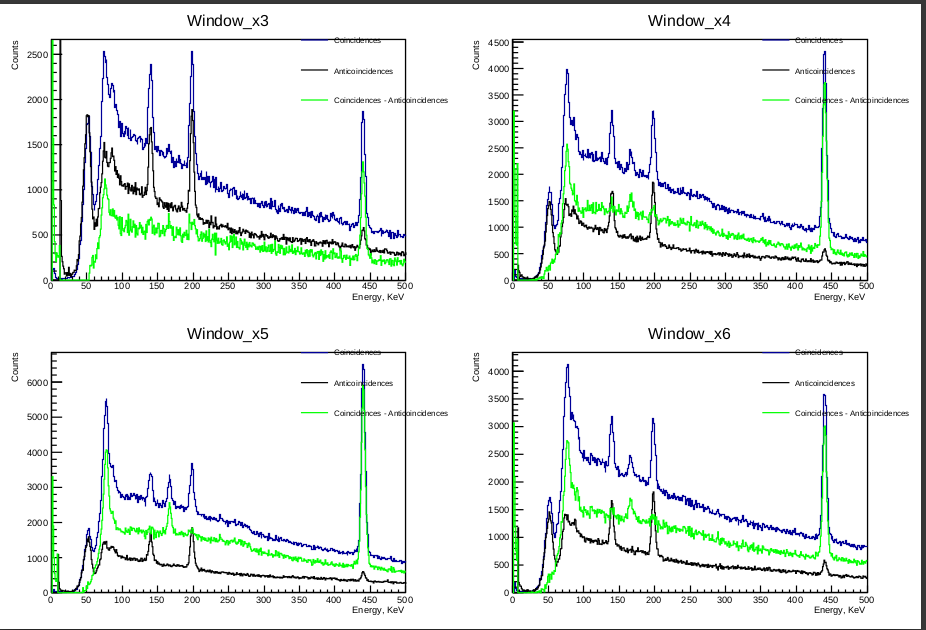 Window_x3
Counts
2500
2000
1500
1000
500
0
Coincidences
Anticoincidences
Coincidences - Anticoincidences
0 50 100 150 200 250 300 350 400 450 500
Energy, KeV
Window_x4
Counts
4500
4000
3500
3000
2500
2000
1500
1000
500
0
Coincidences
Anticoincidences
Coincidences - Anticoincidences
0 50 100 150 200 250 300 350 400 450 500
Energy, KeV
Window_x5
Counts
6000
5000
4000
3000
2000
1000
0
Coincidences
Anticoincidences
Coincidences - Anticoincidences
0 50 100 150 200 250 300 350 400 450 500
Energy, KeV
Window_x6
Counts
4000
3500
3000
2500
2000
1500
1000
500
0
Coincidences
Anticoincidences
Coincidences - Anticoincidences
0 50 100 150 200 250 300 350 400 450 500
Energy, KeV